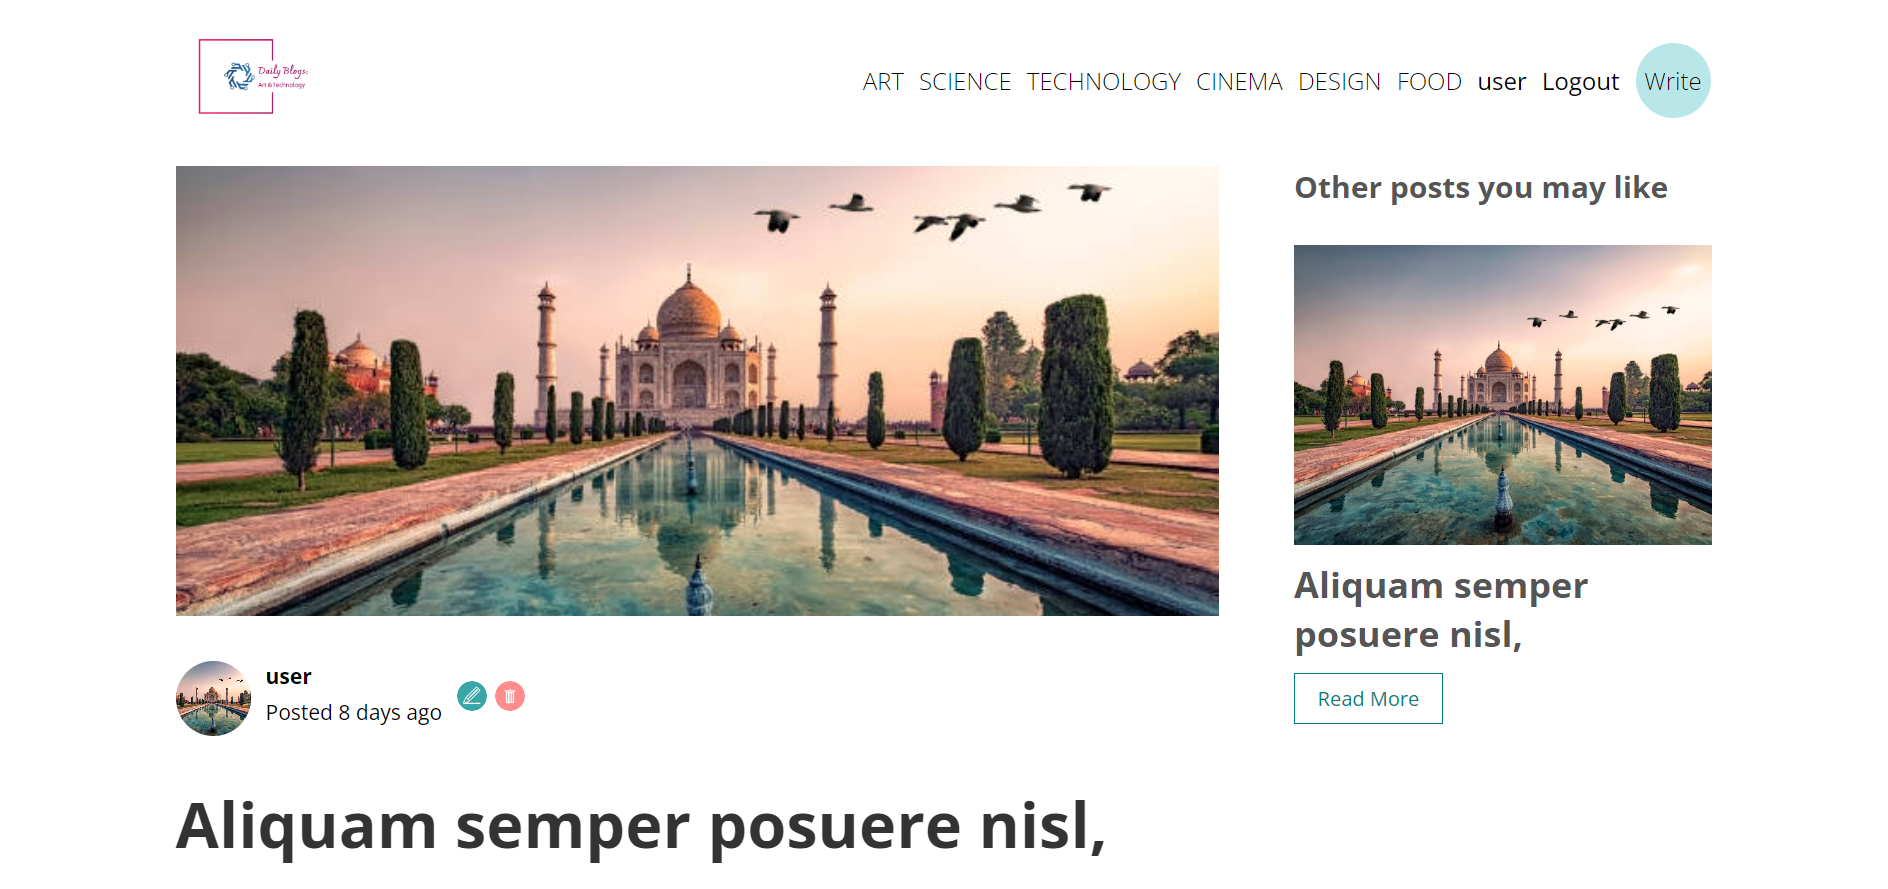 Daily Blogs:
Art & Technology
ART SCIENCE TECHNOLOGY CINEMA DESIGN FOOD user Logout Write
Other posts you may like
Aliquam semper
posuere nisl,
Read More
user
Posted 8 days ago
Aliquam semper posuere nisl,